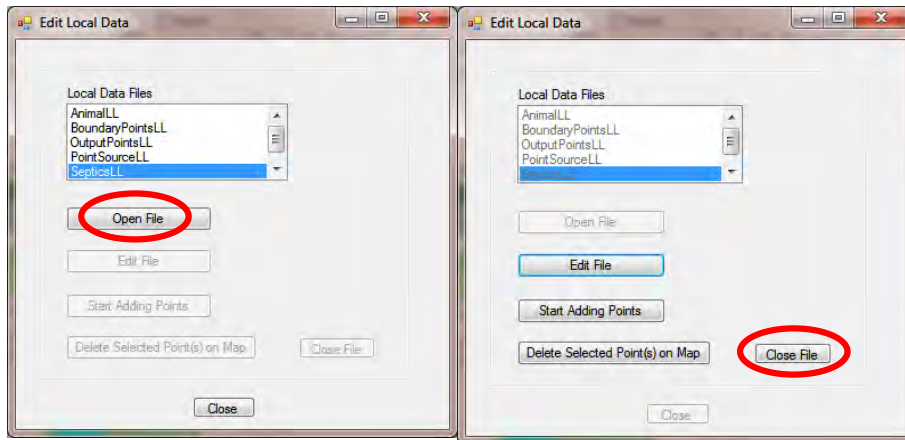 Edit Local Data
Local Data Files
AnimalLL
BoundaryPointsLL
OutputPointsLL
PointSourceLL
SepticsLL
Open File
Edit File
Start Adding Points
Delete Selected Point(s) on Map
Close File
Close
Edit Local Data
Local Data Files
AnimalLL
BoundaryPointsLL
OutputPointsLL
PointSourceLL
SepticsLL
Open File
Edit File
Start Adding Points
Delete Selected Point(s) on Map
Close File
Close